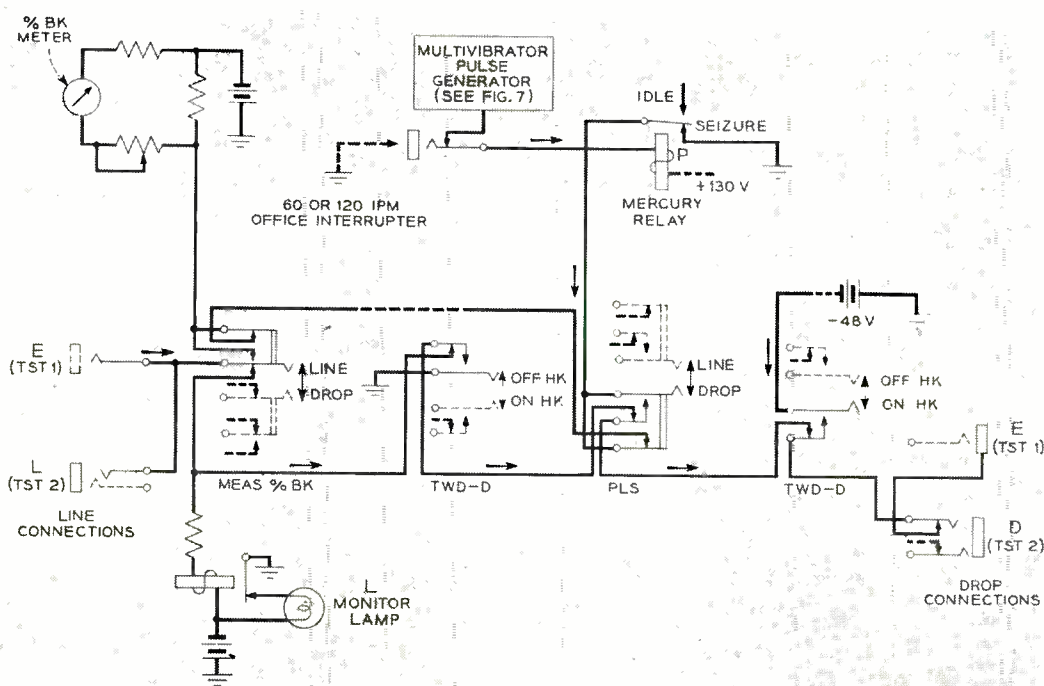 % BK
METER
MULTIVIBRATOR
PULSE
GENERATOR
(SEE FIG. 7)
IDLE
SEIZURE
P
+130 V
MERCURY
RELAY
60 OR 120 IPM
OFFICE INTERRUPTER
-48 V
E
(TST 1)
LINE
DROP
OFF HK
ON HK
LINE
DROP
OFF HK
ON HK
E
(TST 1)
L
(TST 2)
LINE
CONNECTIONS
MEAS % BK
TWD-D
PLS
TWD-D
D
(TST 2)
DROP
CONNECTIONS
L
MONITOR
LAMP